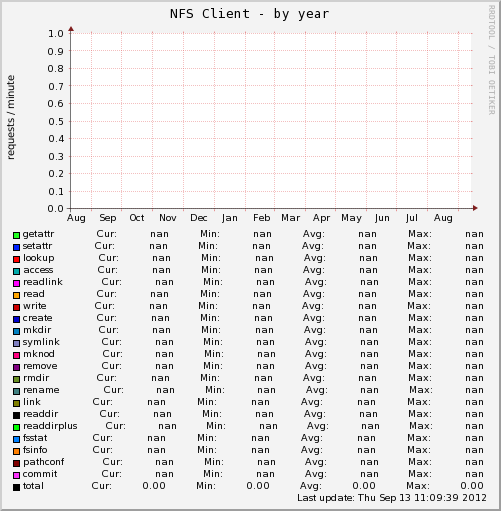 NFS Client - by year
RRDTOOL / TOBI OETIKER
requests / minute
1.0
0.9
0.8
0.7
0.6
0.5
0.4
0.3
0.2
0.1
0.0
Aug Sep Oct Nov Dec Jan Feb Mar Apr May Jun Jul Aug
getattr Cur: nan Min: nan Avg: nan Max: nan
setattr Cur: nan Min: nan Avg: nan Max: nan
lookup Cur: nan Min: nan Avg: nan Max: nan
access Cur: nan Min: nan Avg: nan Max: nan
readlink Cur: nan Min: nan Avg: nan Max: nan
read Cur: nan Min: nan Avg: nan Max: nan
write Cur: nan Min: nan Avg: nan Max: nan
create Cur: nan Min: nan Avg: nan Max: nan
mkdir Cur: nan Min: nan Avg: nan Max: nan
symlink Cur: nan Min: nan Avg: nan Max: nan
mknod Cur: nan Min: nan Avg: nan Max: nan
remove Cur: nan Min: nan Avg: nan Max: nan
rmdir Cur: nan Min: nan Avg: nan Max: nan
rename Cur: nan Min: nan Avg: nan Max: nan
link Cur: nan Min: nan Avg: nan Max: nan
readdir Cur: nan Min: nan Avg: nan Max: nan
readdirplus Cur: nan Min: nan Avg: nan Max: nan
fsstat Cur: nan Min: nan Avg: nan Max: nan
fsinfo Cur: nan Min: nan Avg: nan Max: nan
pathconf Cur: nan Min: nan Avg: nan Max: nan
commit Cur: nan Min: nan Avg: nan Max: nan
total Cur: 0.00 Min: 0.00 Avg: 0.00 Max: 0.00
Last update: Thu Sep 13 11:09:39 2012